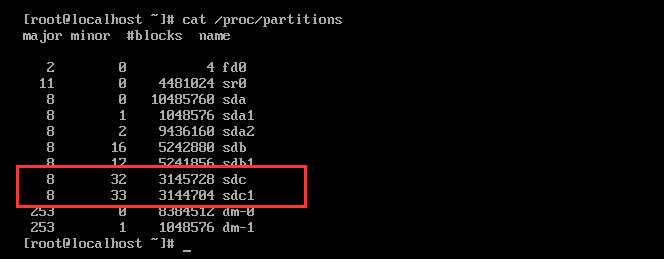 [root@localhost ~]# cat /proc/partitions
major minor  #blocks  name
   2        0          4 fd0
  11        0    4481024 sr0
   8        0   10485760 sda
   8        1    1048576 sda1
   8        2    9436160 sda2
   8       16    5242880 sdb
   8       17    5241856 sdb1
   8       32    3145728 sdc
   8       33    3144704 sdc1
 253        0    8384512 dm-0
 253        1    1048576 dm-1
[root@localhost ~]# _